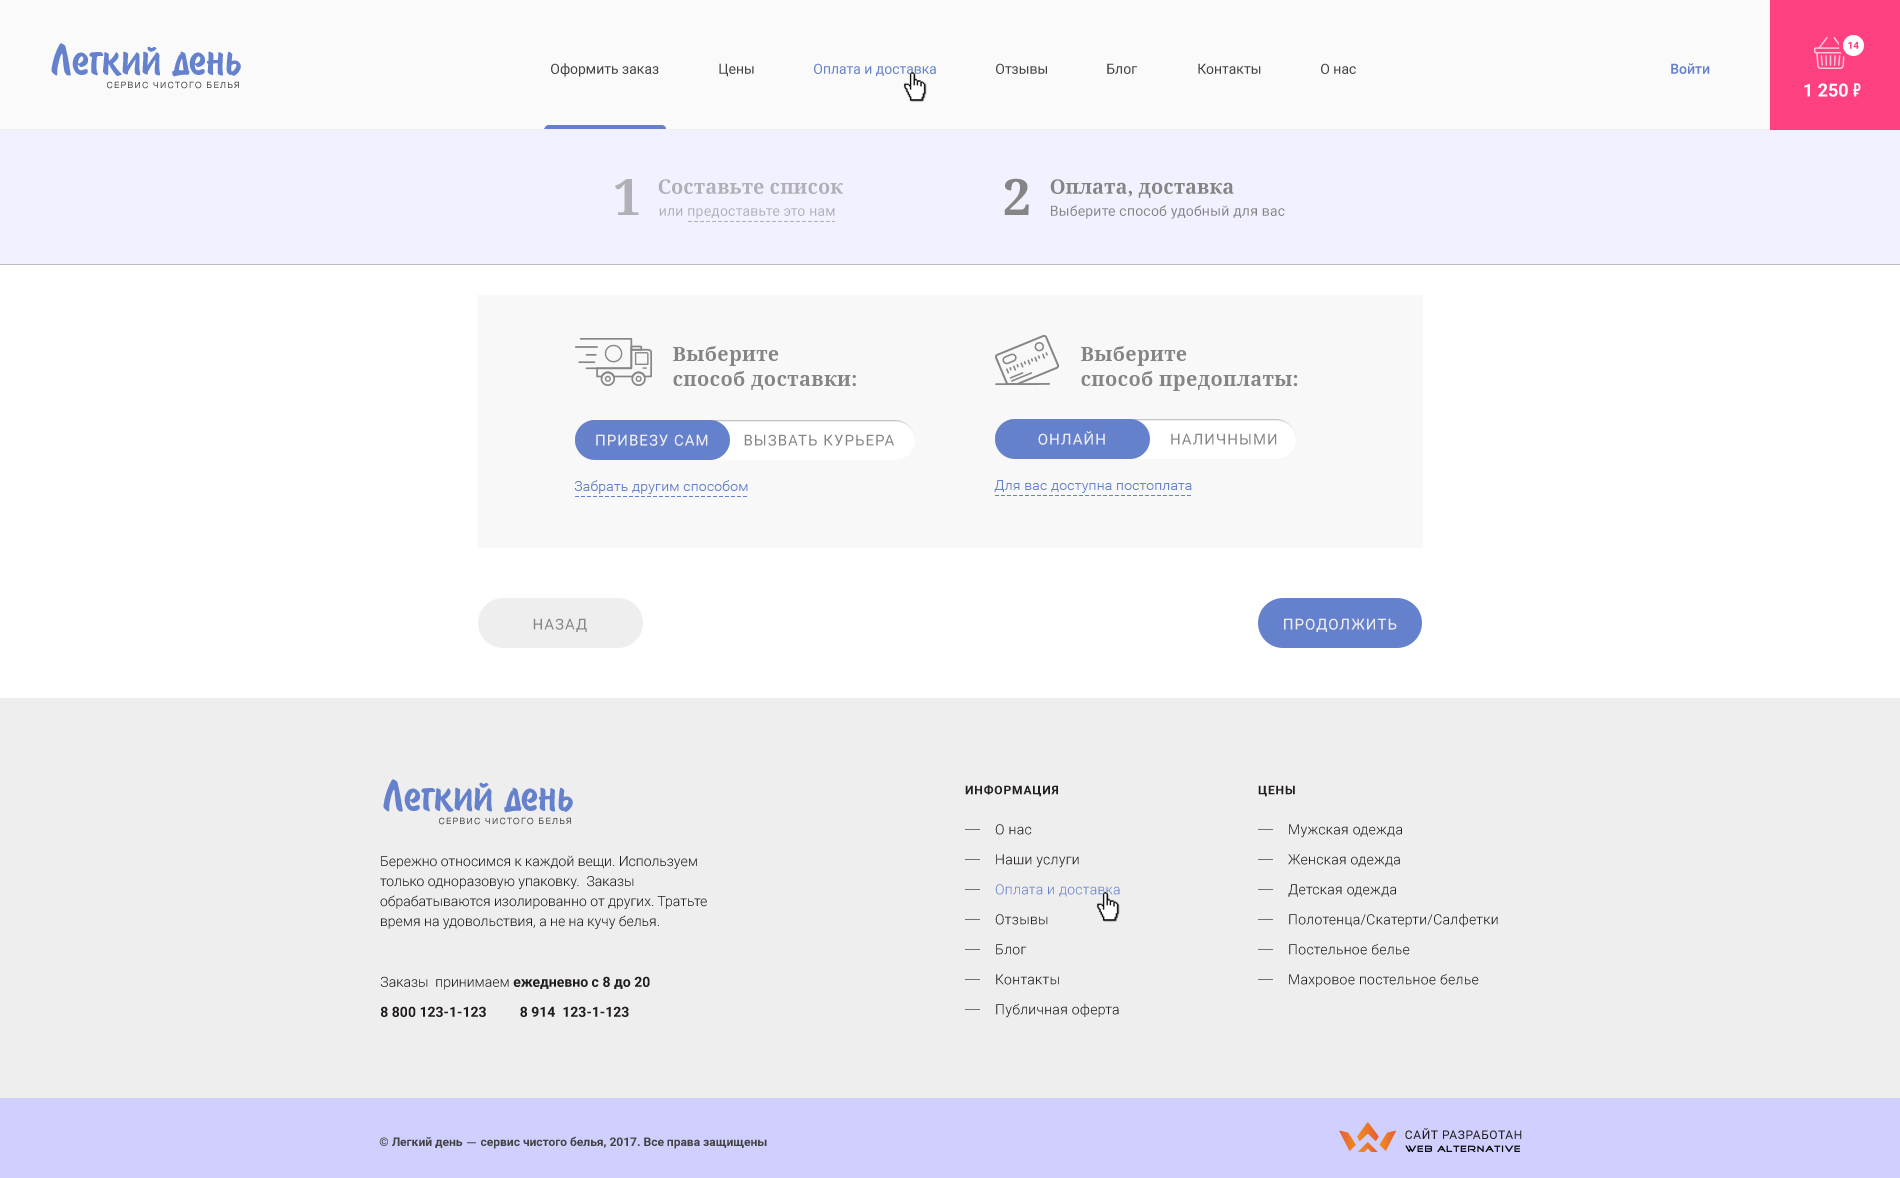 Легкий день
СЕРВИС ЧИСТОГО БЕЛЬЯ
Оформить заказ
Цены
Оплата и доставка
Отзывы
Блог
Контакты
О нас
Войти
14
1 250 ₽
1
Составьте список
или предоставьте это нам
2
Оплата, доставка
Выберите способ удобный для вас
Выберите
способ доставки:
ПРИВЕЗУ САМ
ВЫЗВАТЬ КУРЬЕРА
Забрать другим способом
Выберите
способ предоплаты:
ОНЛАЙН
НАЛИЧНЫМИ
Для вас доступна постоплата
НАЗАД
ПРОДОЛЖИТЬ
Легкий день
СЕРВИС ЧИСТОГО БЕЛЬЯ
Бережно относимся к каждой вещи. Используем
только одноразовую упаковку.  Заказы
обрабатываются изолированно от других. Тратьте
время на удовольствия, а не на кучу белья.
Заказы  принимаем ежедневно с 8 до 20
8 800 123-1-123
8 914  123-1-123
ИНФОРМАЦИЯ
— О нас
— Наши услуги
— Оплата и доставка
— Отзывы
— Блог
— Контакты
— Публичная оферта
ЦЕНЫ
— Мужская одежда
— Женская одежда
— Детская одежда
— Полотенца/Скатерти/Салфетки
— Постельное белье
— Махровое постельное белье
© Легкий день — сервис чистого белья, 2017. Все права защищены
САЙТ РАЗРАБОТАН
WEB ALTERNATIVE